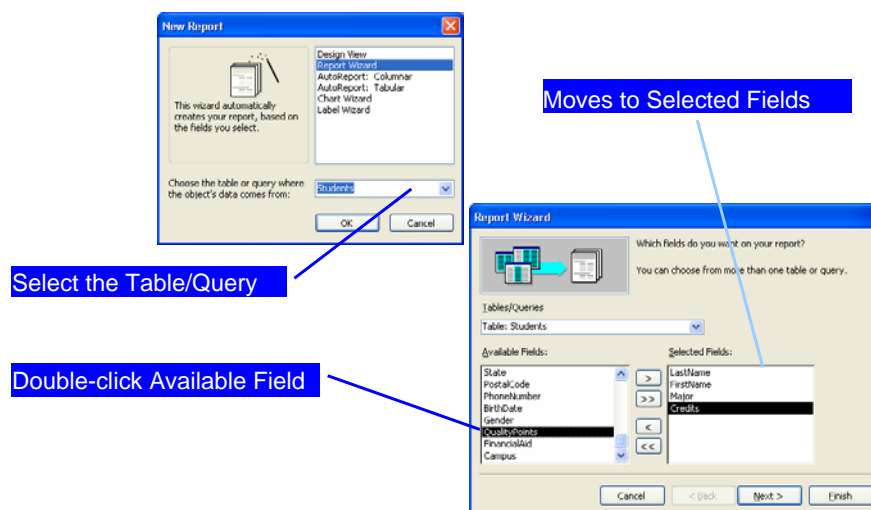 New Report
Design View
Report Wizard
AutoReport: Columnar
AutoReport: Tabular
Chart Wizard
Label Wizard
This wizard automatically
creates your report, based on
the fields you select.
Choose the table or query where
the object's data comes from:
Students
OK
Cancel
Moves to Selected Fields
Select the Table/Query
Double-click Available Field
Report Wizard
Which fields do you want on your report?
You can choose from more than one table or query.
Tables/Queries
Table: Students
Available Fields:
Selected Fields:
State
PostalCode
PhoneNumber
BirthDate
Gender
QualityPoints
FinancialAid
Campus
>
>>
<
<<
LastName
FirstName
Major
Credits
Cancel
< Back
Next >
Finish